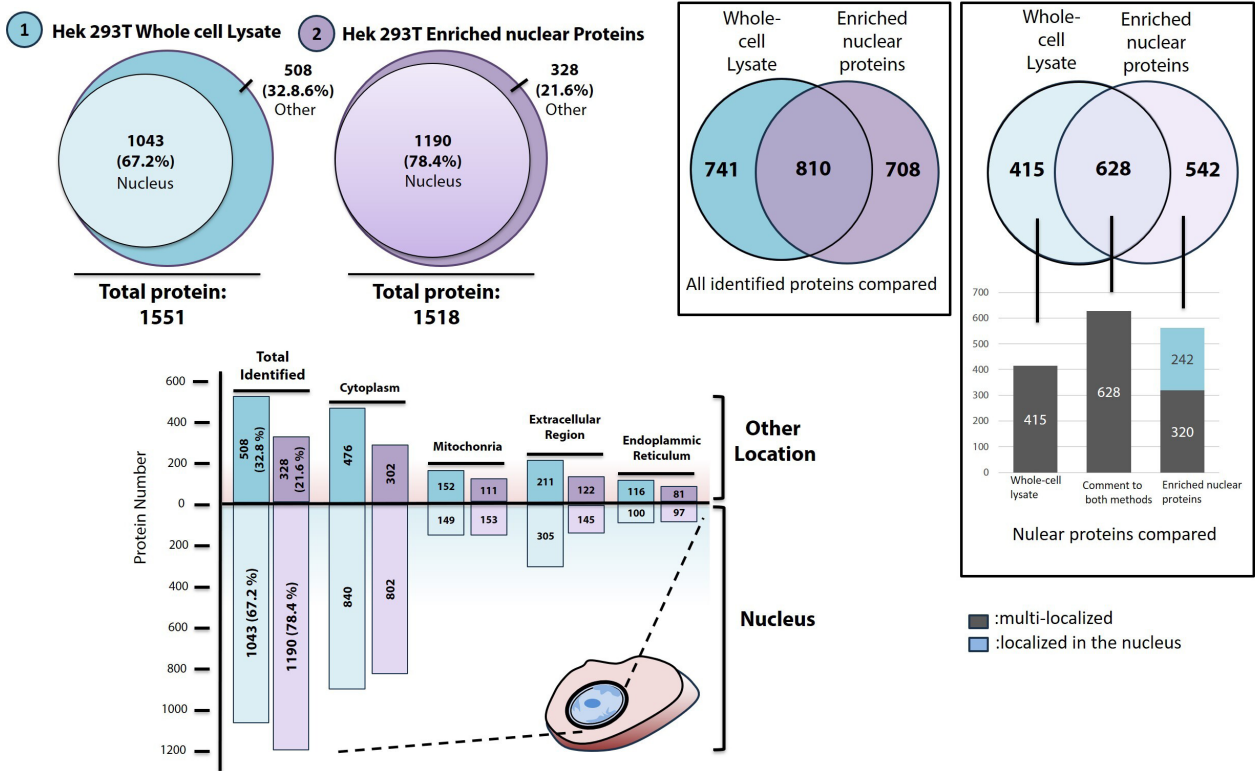 1 Hek 293T Whole cell Lysate
508
(32.8.6%)
Other
1043
(67.2%)
Nucleus
Total protein:
1551
2 Hek 293T Enriched nuclear Proteins
328
(21.6%)
Other
1190
(78.4%)
Nucleus
Total protein:
1518
Whole-
cell
Lysate
Enriched
nuclear
proteins
741
810
708
All identified proteins compared
Whole-
cell
Lysate
Enriched
nuclear
proteins
415
628
542
700
600
500
400
300
200
100
0
415
628
242
320
Whole-cell
lysate
Comment to
both methods
Enriched nuclear
proteins
Nulear proteins compared
:multi-localized
:localized in the nucleus
Protein Number
600
400
200
0
200
400
600
800
1000
1200
Total
Identified
508
(32.8 %)
328
(21.6 %)
1043 (67.2 %)
1190 (78.4 %)
Cytoplasm
476
302
840
802
Mitochonria
152
111
149
153
Extracellular
Region
211
122
305
145
Endoplammic
Reticulum
116
81
100
97
Other
Location
Nucleus